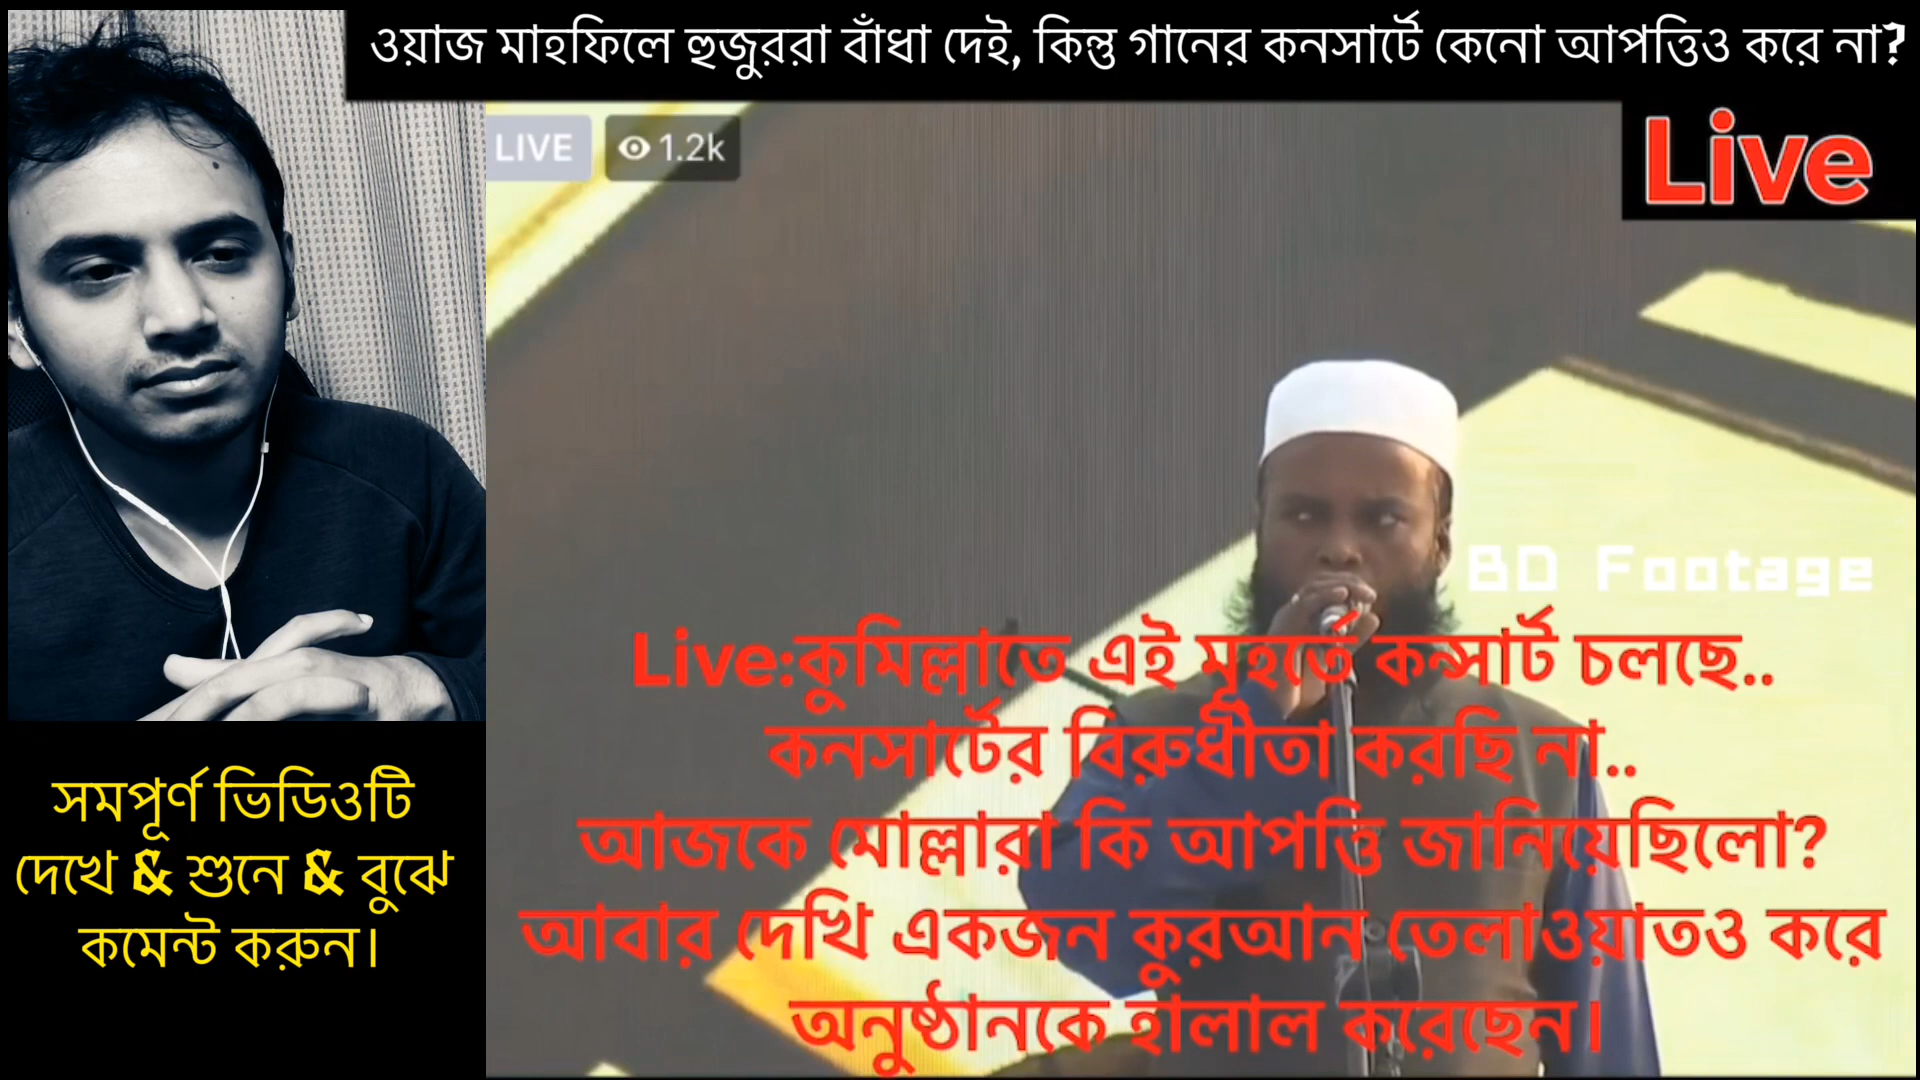 ওয়াজ মাহফিলে হুজুররা বাঁধা দেই, কিন্তু গানের কনসার্টে কেনো আপত্তিও করে না?
LIVE 1.2k
Live
BD Footage
Live:কুমিল্লাতে এই মূহুর্তে কন্সার্ট চলছে..
কনসার্টের বিরুধীতা করছি না..
আজকে মোল্লারা কি আপত্তি জানিয়েছিলো?
আবার দেখি একজন কুরআন তেলাওয়াতও করে
অনুষ্ঠানকে হালাল করেছেন।
সমপূর্ণ ভিডিওটি
দেখে & শুনে & বুঝে
কমেন্ট করুন।